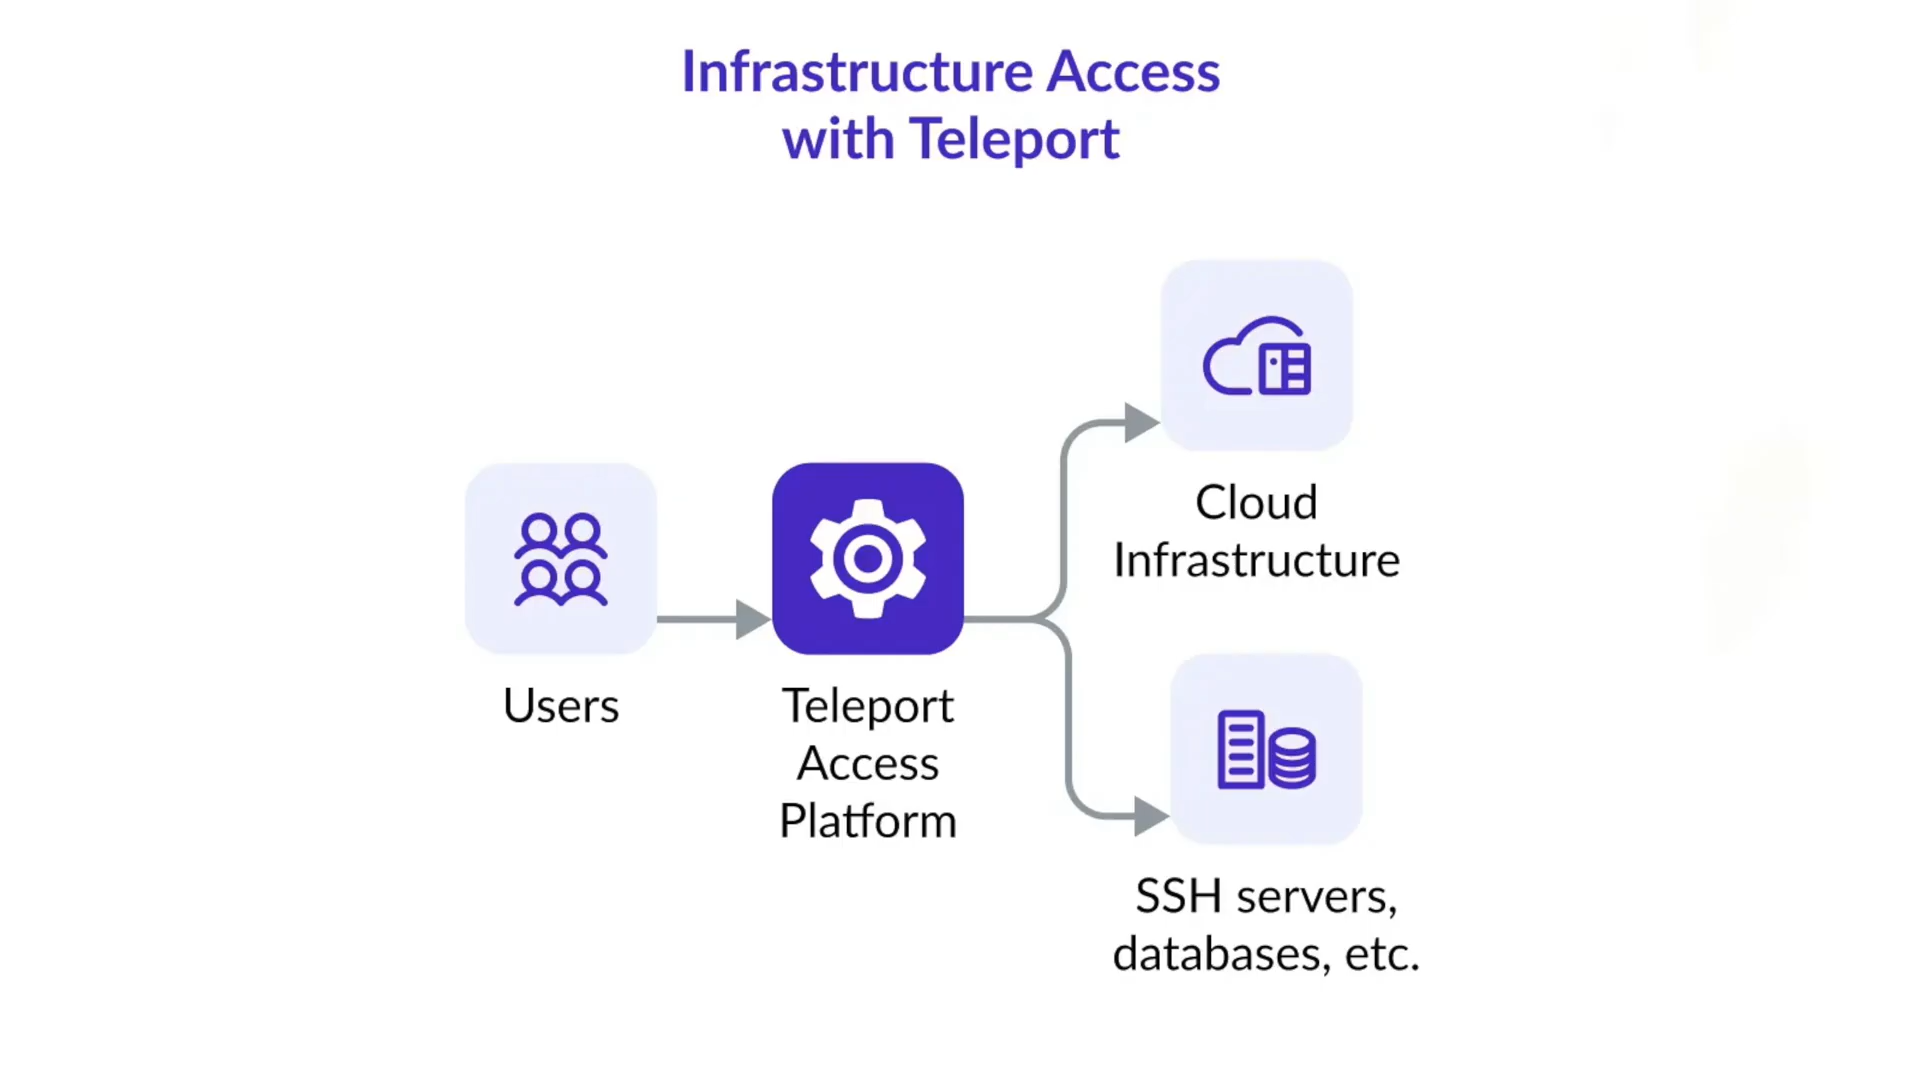 Infrastructure Access
with Teleport
Users
Teleport
Access
Platform
Cloud
Infrastructure
SSH servers,
databases, etc.